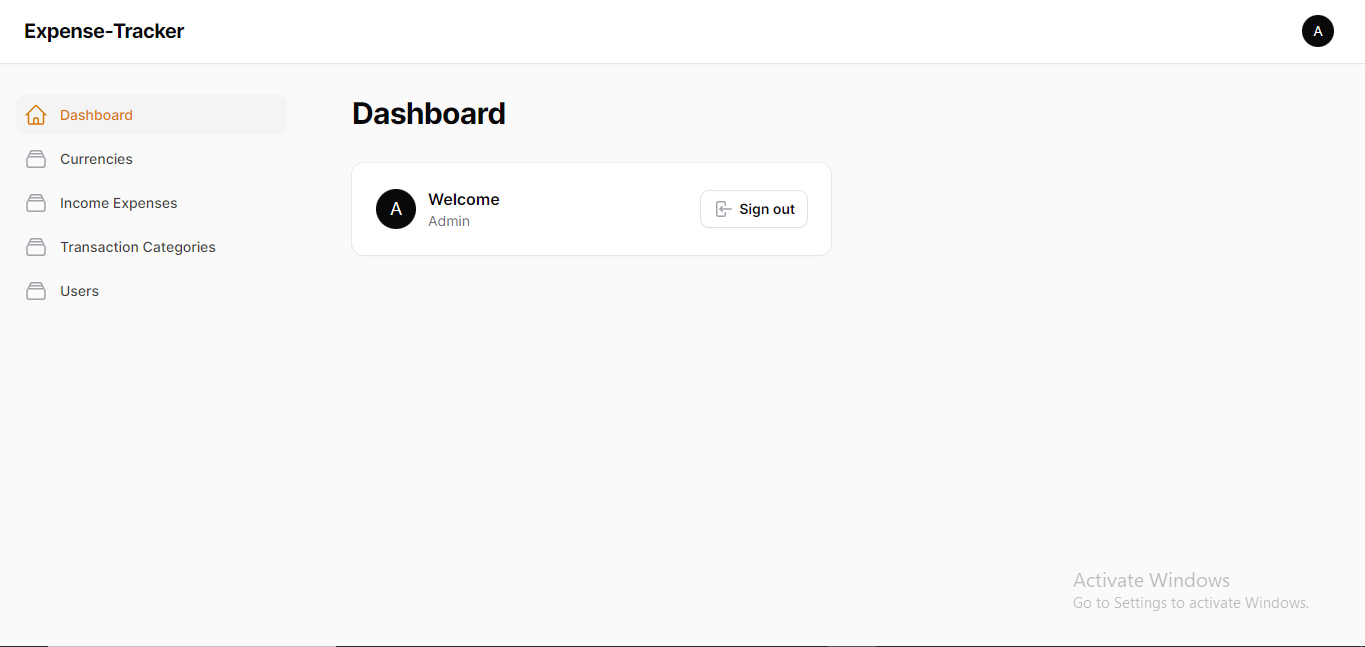 Expense-Tracker
A
Dashboard
Currencies
Income Expenses
Transaction Categories
Users
Dashboard
A
Welcome
Admin
Sign out
Activate Windows
Go to Settings to activate Windows.